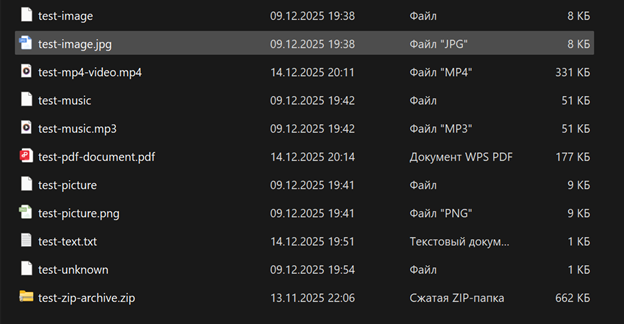 test-image 09.12.2025 19:38 Файл 8 КБ
test-image.jpg 09.12.2025 19:38 Файл "JPG" 8 КБ
test-mp4-video.mp4 14.12.2025 20:11 Файл "MP4" 331 КБ
test-music 09.12.2025 19:42 Файл 51 КБ
test-music.mp3 09.12.2025 19:42 Файл "MP3" 51 КБ
test-pdf-document.pdf 14.12.2025 20:14 Документ WPS PDF 177 КБ
test-picture 09.12.2025 19:41 Файл 9 КБ
test-picture.png 09.12.2025 19:41 Файл "PNG" 9 КБ
test-text.txt 14.12.2025 19:51 Текстовый докум... 1 КБ
test-unknown 09.12.2025 19:54 Файл 1 КБ
test-zip-archive.zip 13.11.2025 22:06 Сжатая ZIP-папка 662 КБ